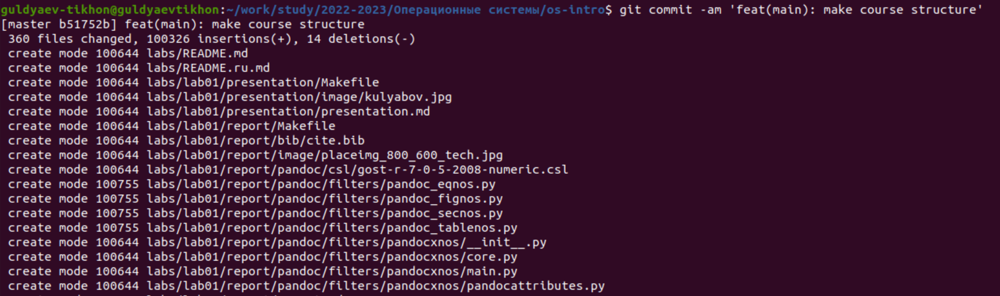 guldyaev-tikhon@guldyaevtikhon:~/work/study/2022-2023/Операционные системы/os-intro$ git commit -am 'feat(main): make course structure'
[master b51752b] feat(main): make course structure
 360 files changed, 100326 insertions(+), 14 deletions(-)
 create mode 100644 labs/README.md
 create mode 100644 labs/README.ru.md
 create mode 100644 labs/lab01/presentation/Makefile
 create mode 100644 labs/lab01/presentation/image/kulyabov.jpg
 create mode 100644 labs/lab01/presentation/presentation.md
 create mode 100644 labs/lab01/report/Makefile
 create mode 100644 labs/lab01/report/bib/cite.bib
 create mode 100644 labs/lab01/report/image/placeimg_800_600_tech.jpg
 create mode 100644 labs/lab01/report/pandoc/csl/gost-r-7-0-5-2008-numeric.csl
 create mode 100755 labs/lab01/report/pandoc/filters/pandoc_eqnos.py
 create mode 100755 labs/lab01/report/pandoc/filters/pandoc_fignos.py
 create mode 100755 labs/lab01/report/pandoc/filters/pandoc_secnos.py
 create mode 100755 labs/lab01/report/pandoc/filters/pandoc_tablenos.py
 create mode 100644 labs/lab01/report/pandoc/filters/pandocxnos/__init__.py
 create mode 100644 labs/lab01/report/pandoc/filters/pandocxnos/core.py
 create mode 100644 labs/lab01/report/pandoc/filters/pandocxnos/main.py
 create mode 100644 labs/lab01/report/pandoc/filters/pandocxnos/pandocattributes.py